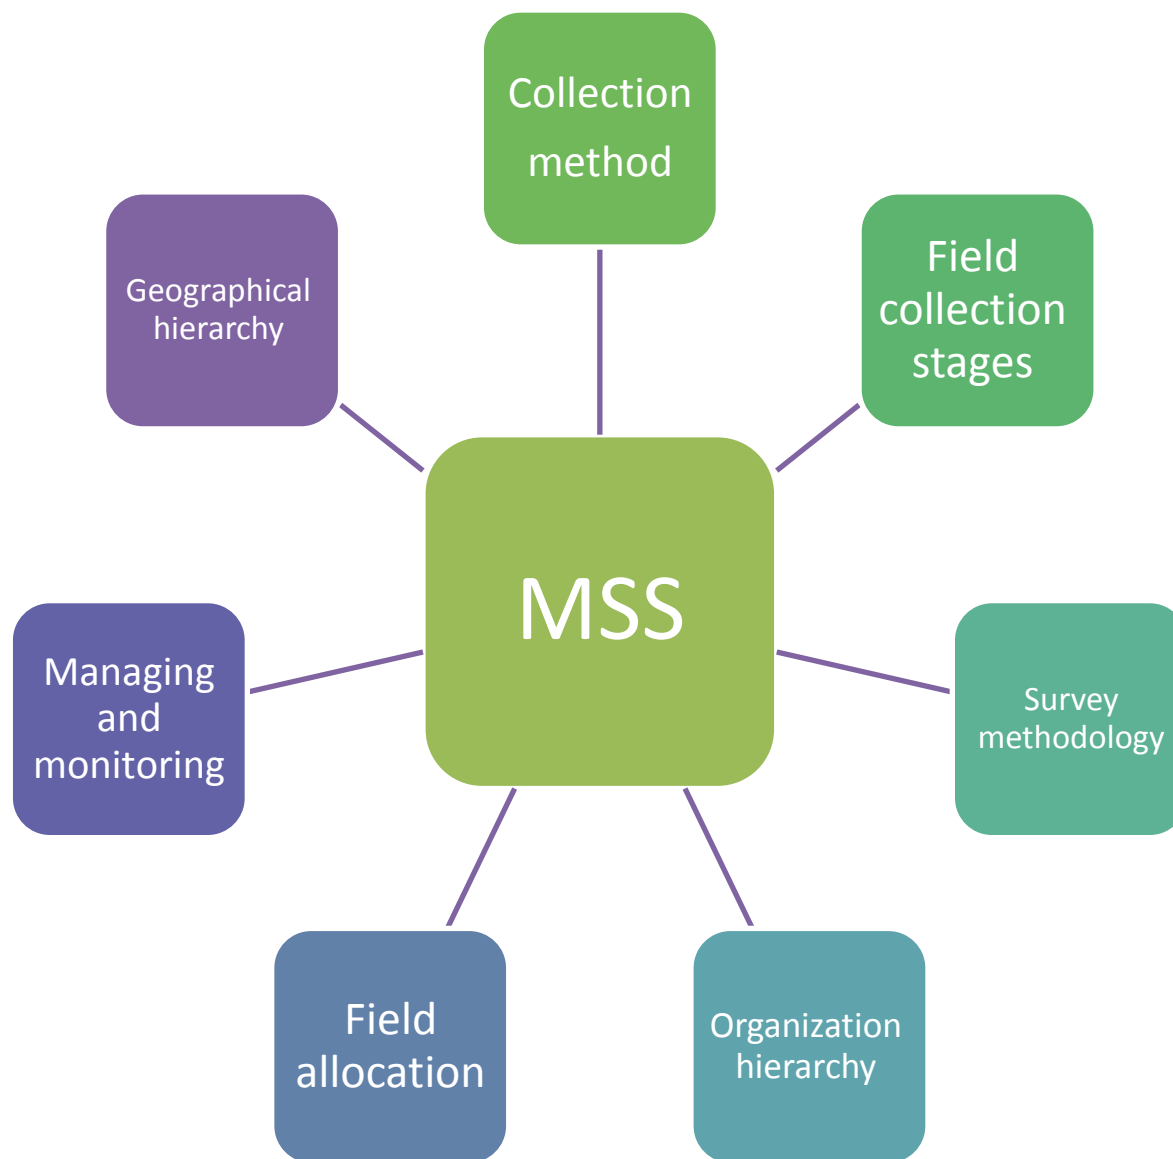 Collection
method
Field
collection
stages
Geographical
hierarchy
MSS
Managing
and
monitoring
Survey
methodology
Field
allocation
Organization
hierarchy